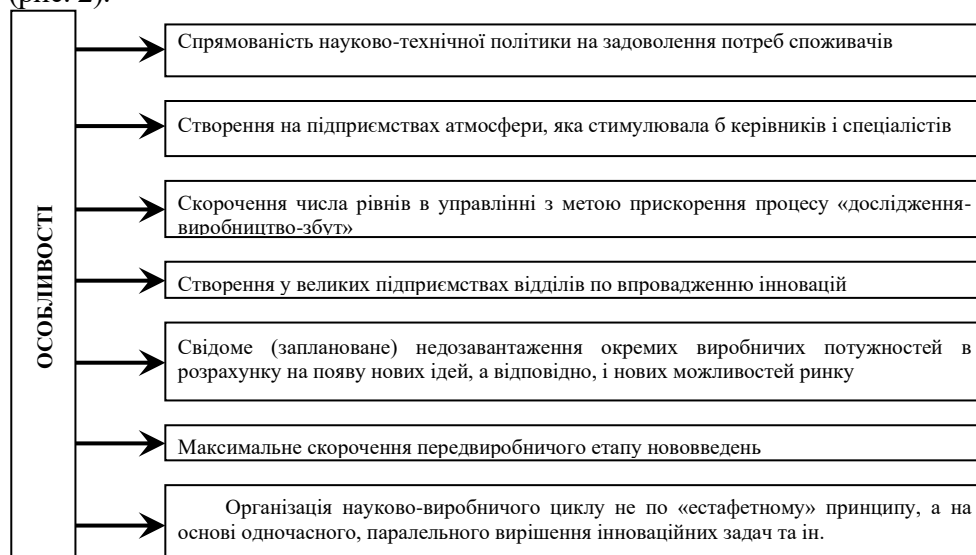 (рис. 2).
ОСОБЛИВОСТІ
Спрямованість науково-технічної політики на задоволення потреб споживачів
Створення на підприємствах атмосфери, яка стимулювала б керівників і спеціалістів
Скорочення числа рівнів в управлінні з метою прискорення процесу «дослідження-
виробництво-збут»
Створення у великих підприємствах відділів по впровадженню інновацій
Свідоме (заплановане) недозавантаження окремих виробничих потужностей в
розрахунку на появу нових ідей, а відповідно, і нових можливостей ринку
Максимальне скорочення передвиробничого етапу нововведень
Організація науково-виробничого циклу не по «естафетному» принципу, а на
основі одночасного, паралельного вирішення інноваційних задач та ін.